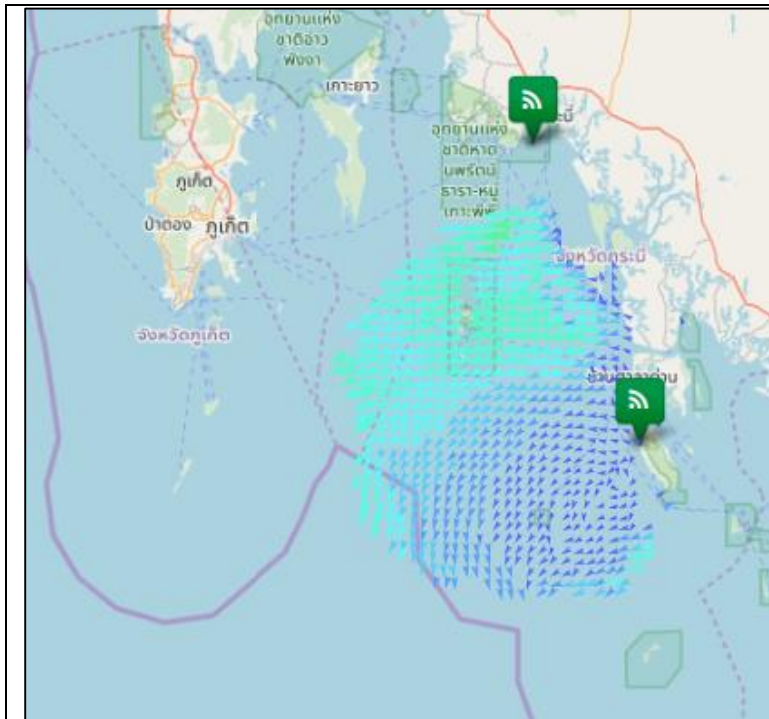 อุทยานแห่ง
ชาติอ่าว
พังงา
เกาะยาว
อุทยานแห่ง
ชาติหาด
นพรัตน์
ธารา-หมู่
เกาะพีพี
ภูเก็ต
ป่าตอง
ภูเก็ต
จังหวัดกระบี่
จังหวัดภูเก็ต